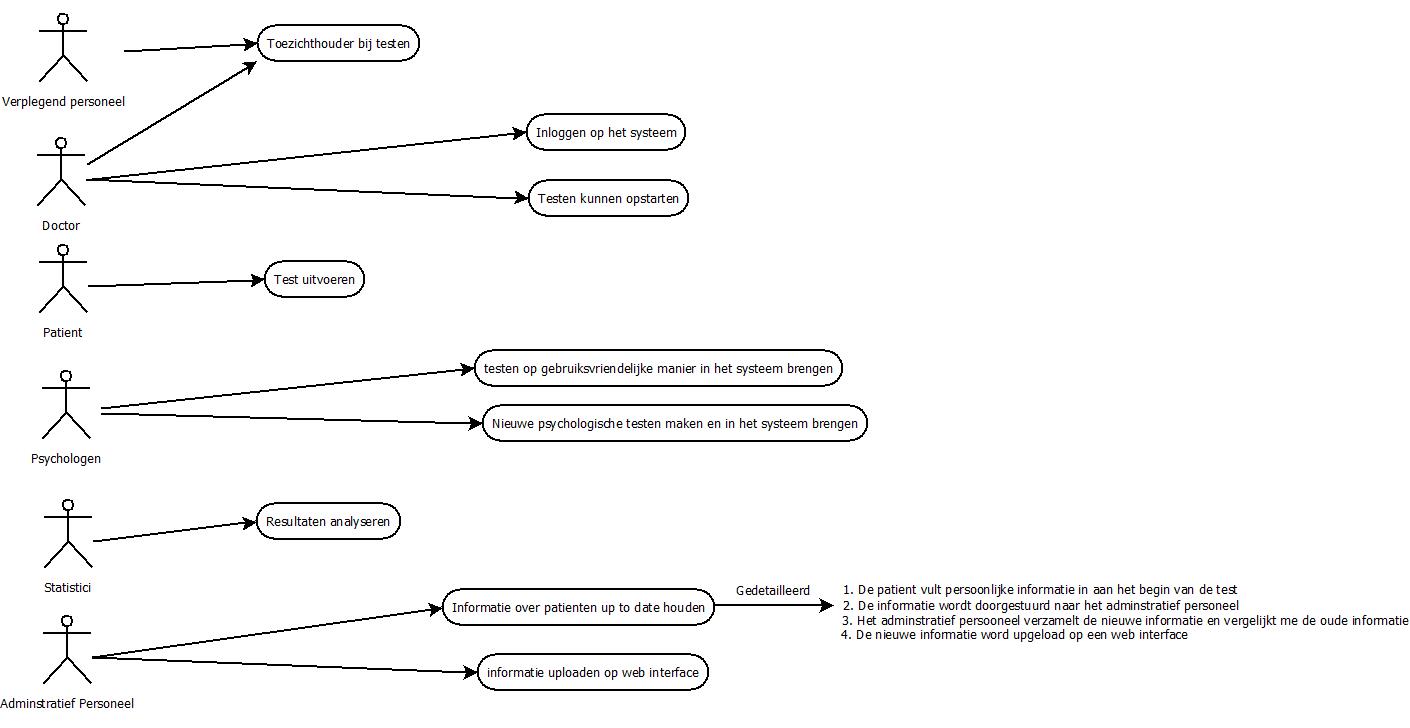 Toezichthouder bij testen
Verplegend personeel
Inloggen op het systeem
Testen kunnen opstarten
Doctor
Test uitvoeren
Patient
testen op gebruiksvriendelijke manier in het systeem brengen
Nieuwe psychologische testen maken en in het systeem brengen
Psychologen
Resultaten analyseren
Statistici
Informatie over patienten up to date houden
Gedetailleerd
1. De patient vult persoonlijke informatie in aan het begin van de test
2. De informatie wordt doorgestuurd naar het adminstratief personeel
3. Het adminstratief persooneel verzamelt de nieuwe informatie en vergelijkt me de oude informatie
4. De nieuwe informatie word upgeload op een web interface
informatie uploaden op web interface
Adminstratief Personeel